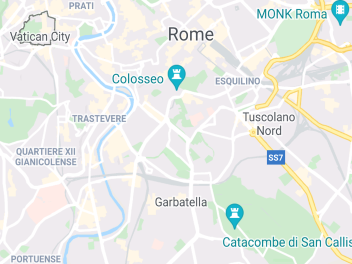 PRATI
MONK Roma
Vatican City
Rome
Colosseo
ESQUILINO
TRASTEVERE
Tuscolano
Nord
QUARTIERE XII
GIANICOLENSE
SS7
Garbatella
Catacombe di San Callis
PORTUENSE